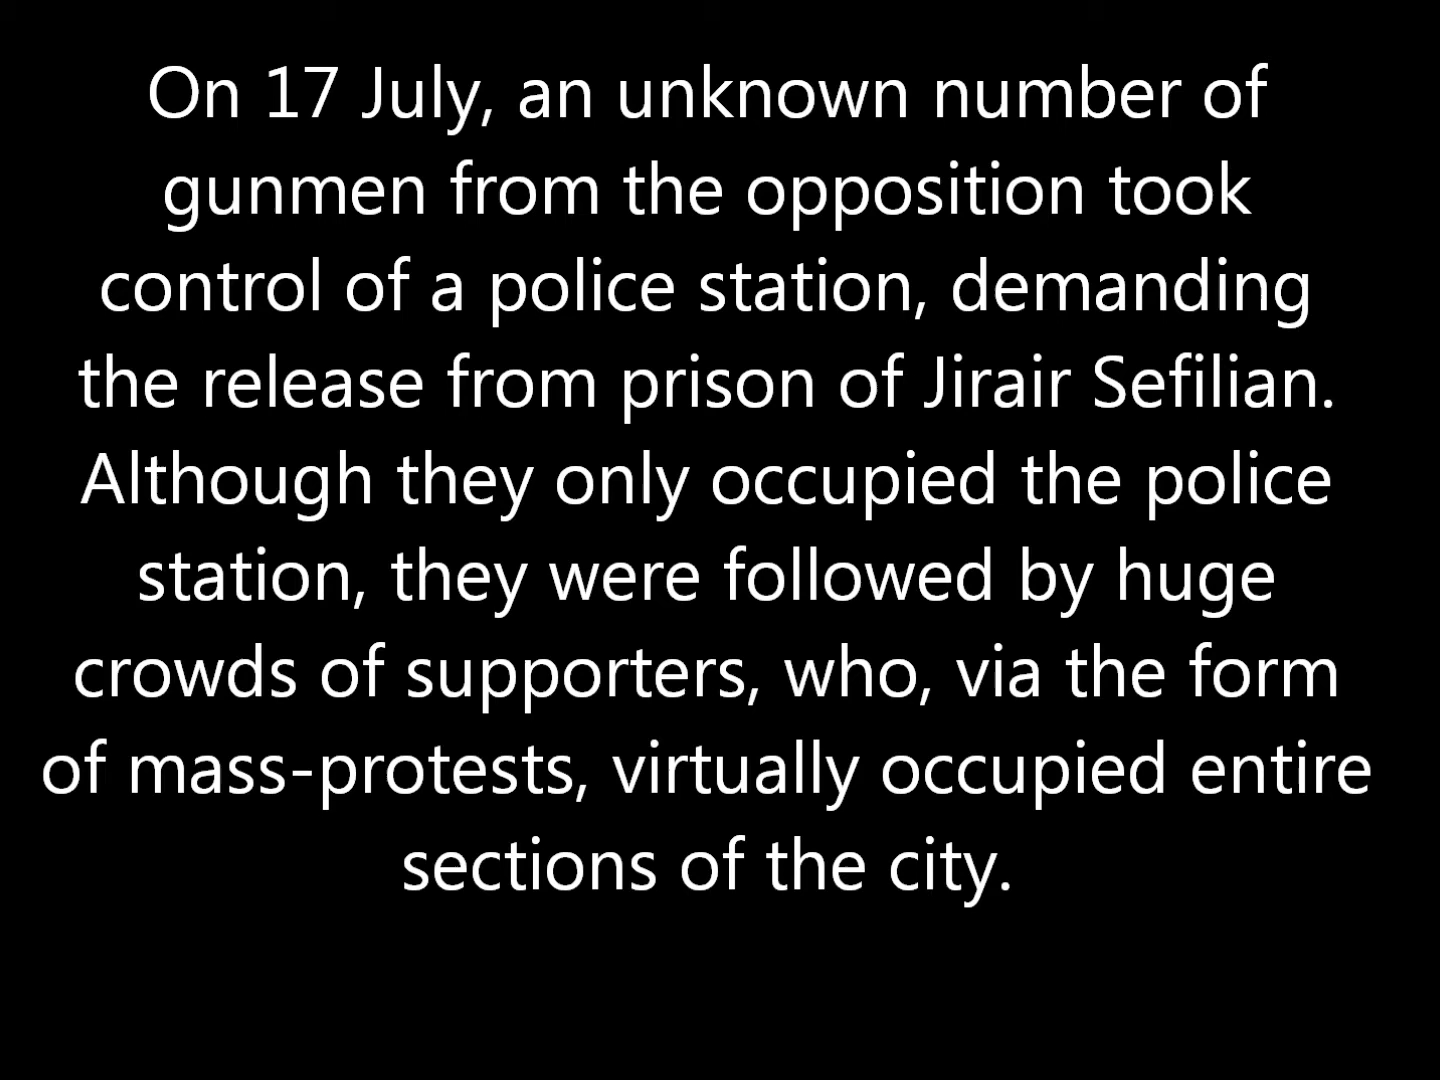 On 17 July, an unknown number of
gunmen from the opposition took
control of a police station, demanding
the release from prison of Jirair Sefilian.
Although they only occupied the police
station, they were followed by huge
crowds of supporters, who, via the form
of mass-protests, virtually occupied entire
sections of the city.